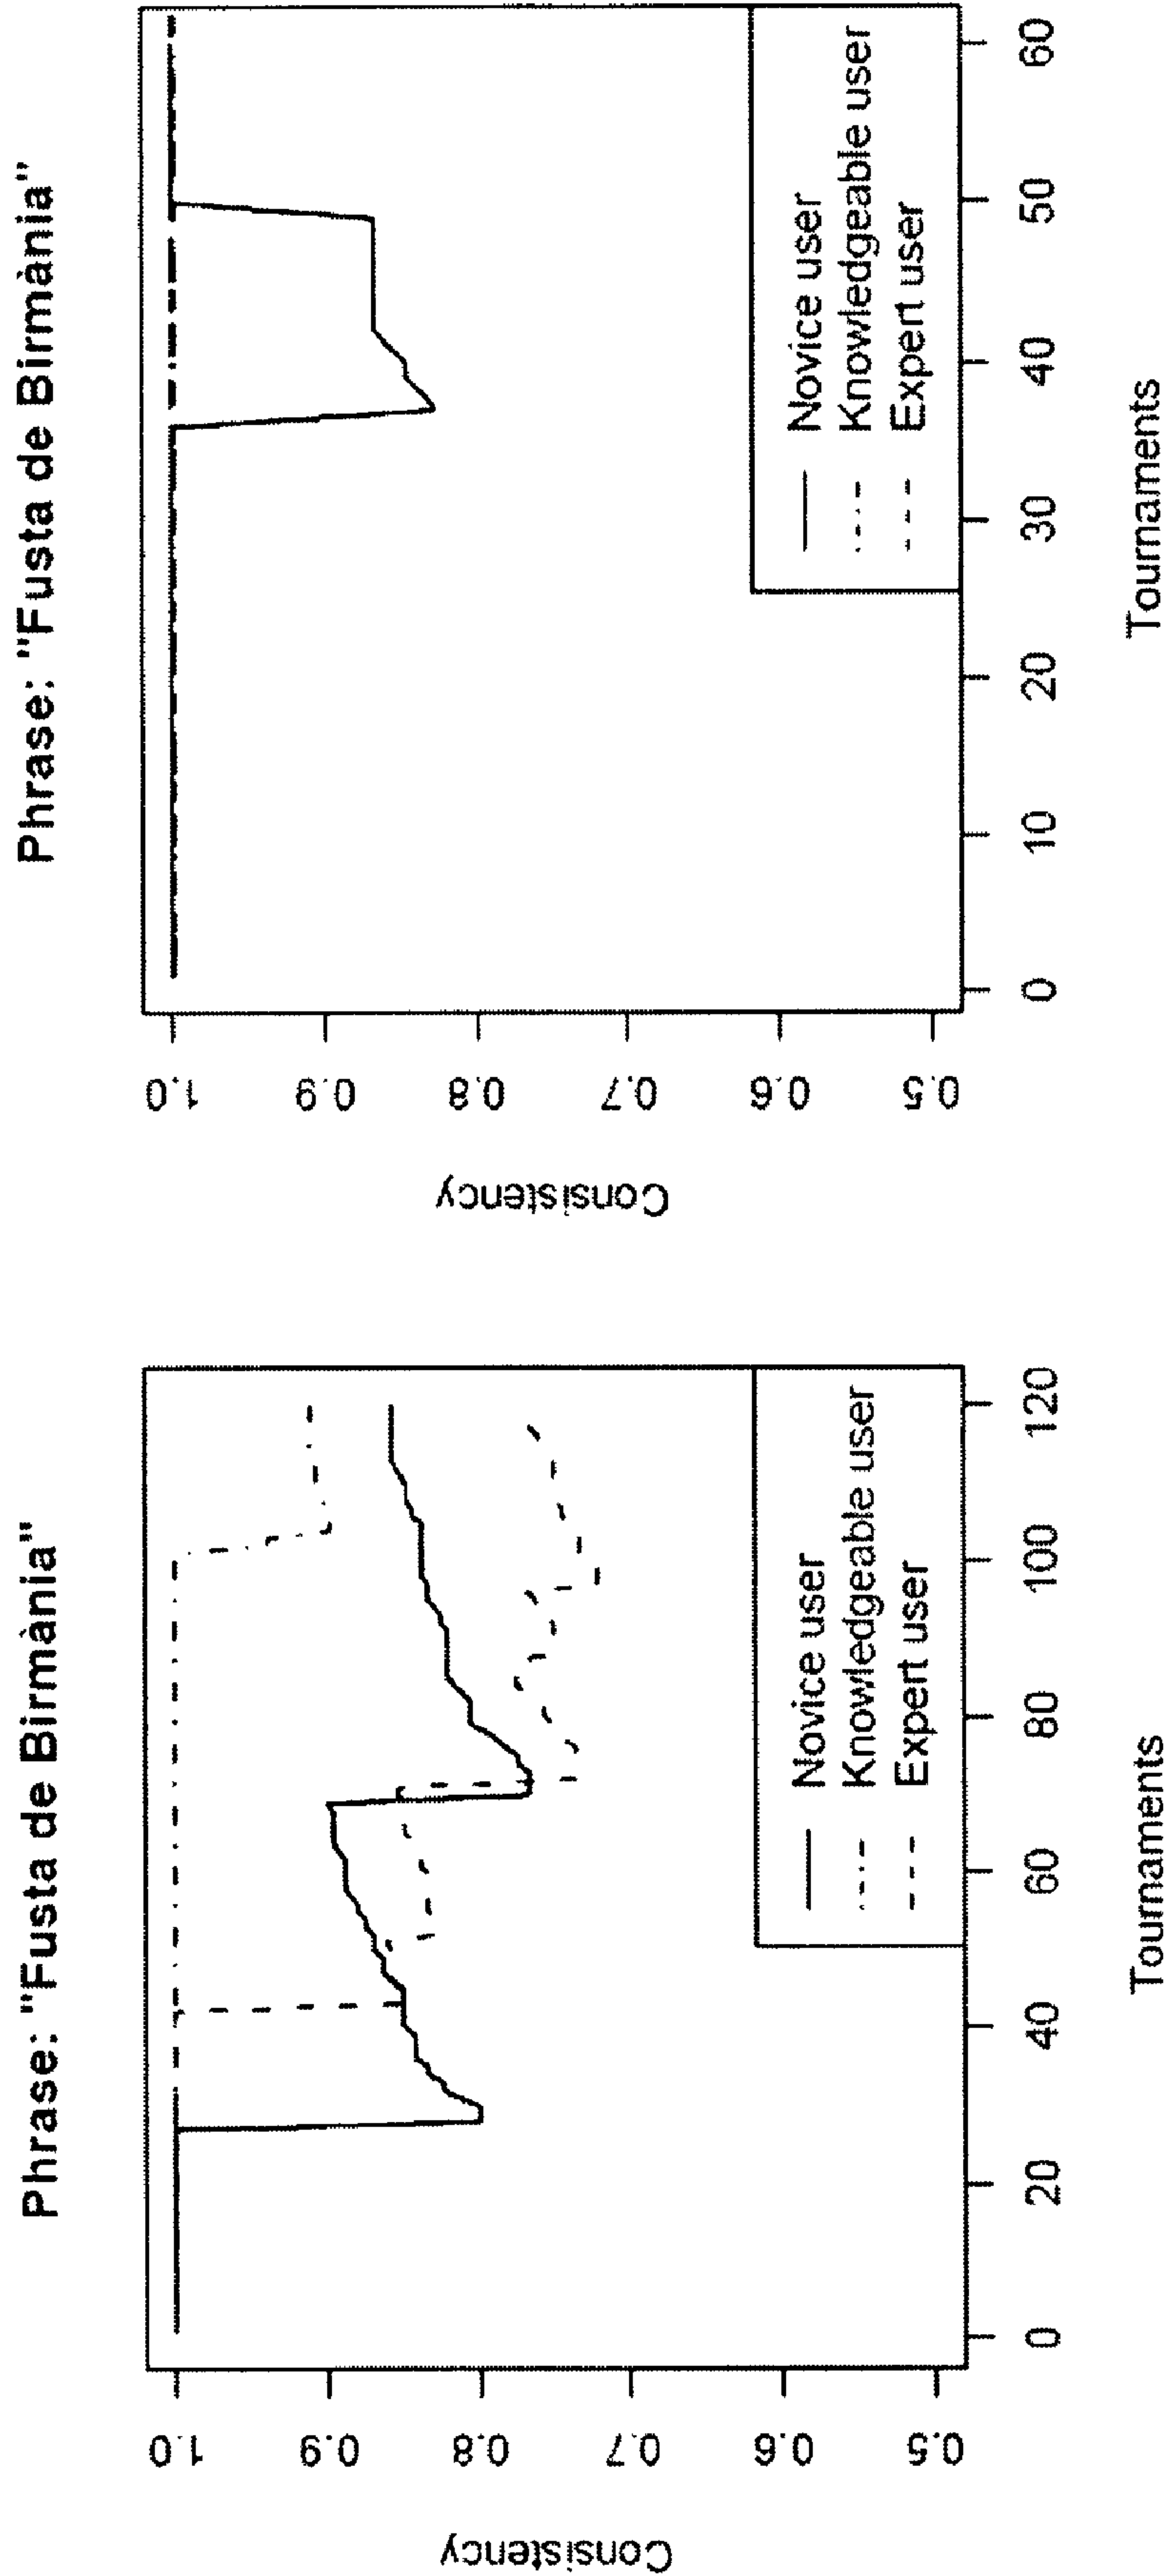 Phrase: "Fusta de Birmània"
Consistency
1.0
0.9
0.8
0.7
0.6
0.5
Novice user
Knowledgeable user
Expert user
0 20 40 60 80 100 120
Tournaments
Phrase: "Fusta de Birmània"
Consistency
1.0
0.9
0.8
0.7
0.6
0.5
Novice user
Knowledgeable user
Expert user
0 10 20 30 40 50 60
Tournaments